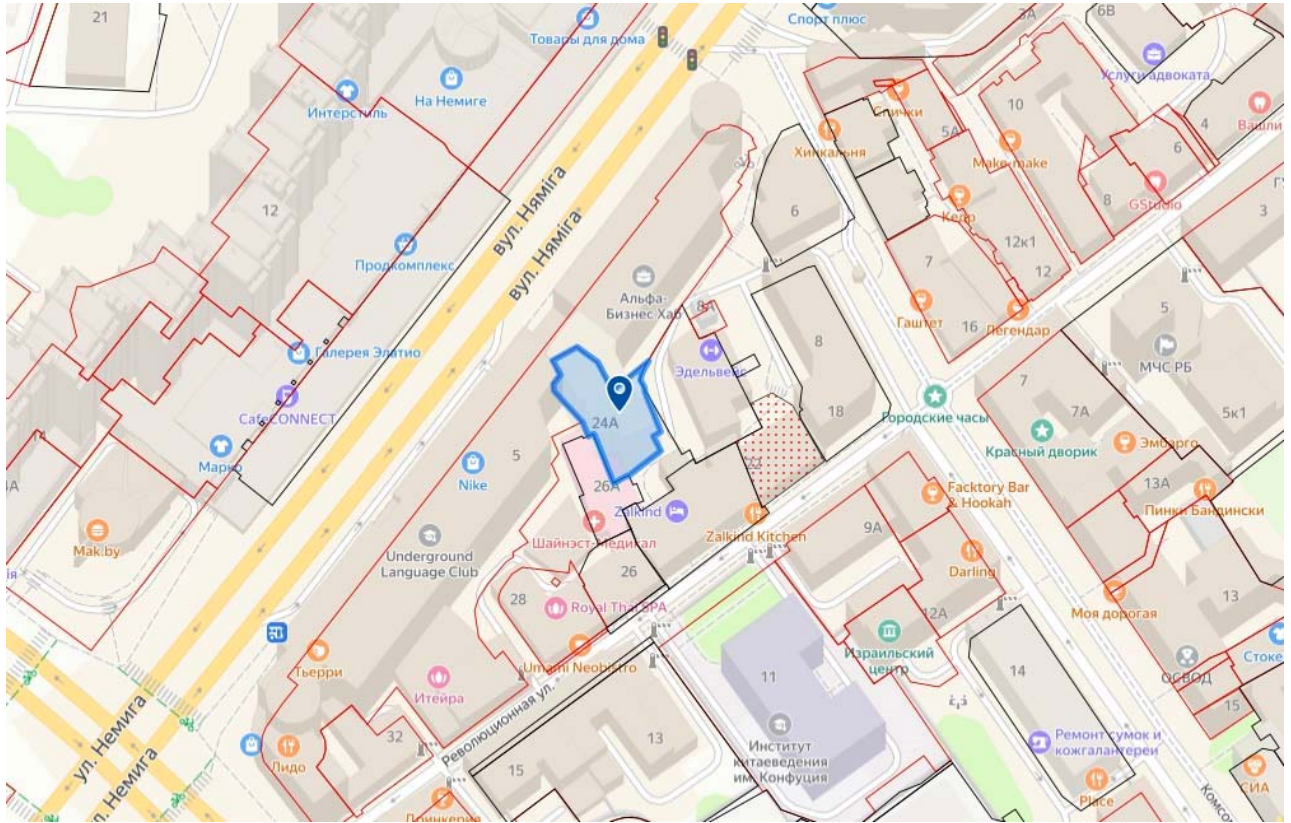 21
Товары для дома
Спорт плюс
3А
6В
Услуги адвоката
Интерстиль
На Немиге
Спички
10
4
Вашли
Хинкальня
5А
Make-make
6
12
вул. Няміга
вул. Няміга
6
Кедр
8
GStudio
3
Продкомплекс
7
12к1
12
Альфа-
Бизнес Хаб
8А
Гаштет
16
Легендар
5
МЧС РБ
Галерея Элатио
Эдельвейс
8
CafeCONNECT
24А
18
Городские часы
7
7А
5к1
Красный дворик
Эмбарго
Марко
5
Nike
22
26А
Zalkind
Facktory Bar
& Hookah
13А
Пинки Бандински
Mak.by
Шайнэст-Медикал
Zalkind Kitchen
9А
Underground
Language Club
26
Darling
28
Royal Thai SPA
12А
Моя дорогая
13
Umami Neobistro
Израильский
центр
Тьерри
Итейра
11
14
ОСВОД
Стоке
Революционная ул.
15
ул. Немига
ул. Немига
32
13
Институт
китаеведения
им. Конфуция
Ремонт сумок и
кожгалантереи
Лидо
15
Place
СИА
Комсо